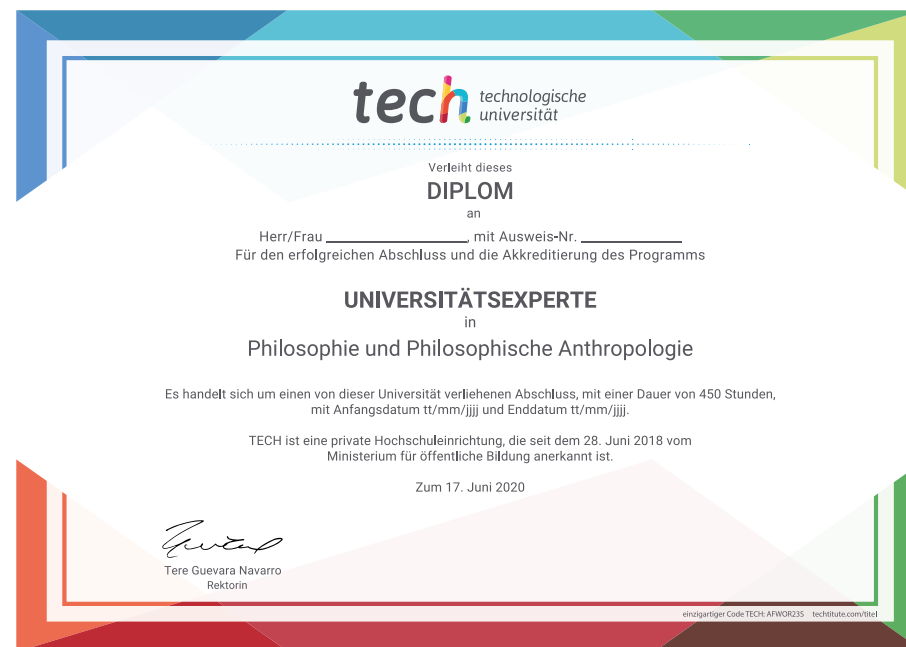 tech technologische
universität
Verleiht dieses
DIPLOM
an
Herr/Frau ____________, mit Ausweis-Nr. ____________
Für den erfolgreichen Abschluss und die Akkreditierung des Programms
UNIVERSITÄTSEXPERTE
in
Philosophie und Philosophische Anthropologie
Es handelt sich um einen von dieser Universität verliehenen Abschluss, mit einer Dauer von 450 Stunden,
mit Anfangsdatum tt/mm/jjjj und Enddatum tt/mm/jjjj.
TECH ist eine private Hochschuleinrichtung, die seit dem 28. Juni 2018 vom
Ministerium für öffentliche Bildung anerkannt ist.
Zum 17. Juni 2020
Tere Guevara Navarro
Rektorin
einzigartiger Code TECH: AFWOR23S techtitute.com/titel